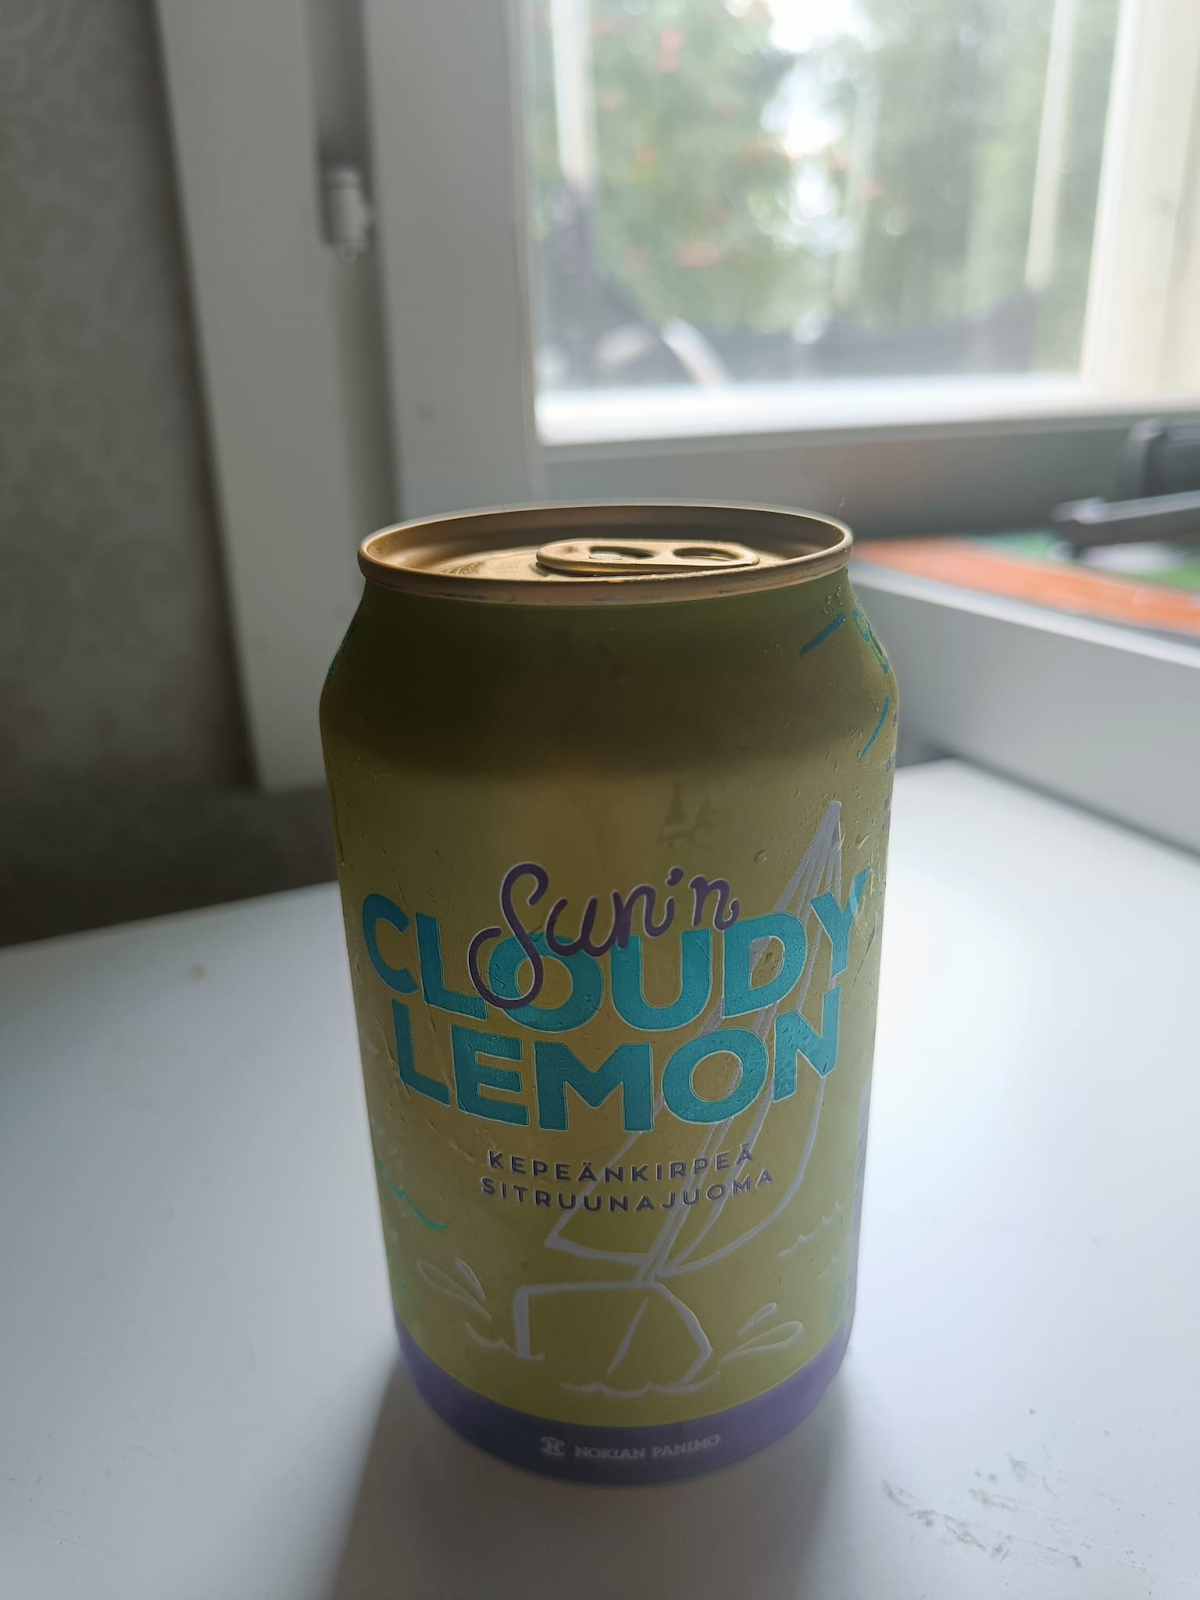 Sun'n
CLOUDY
LEMON
KEPEÄNKIRPEÄ
SITRUUNAJUOMA
NOKIAN PANIMO